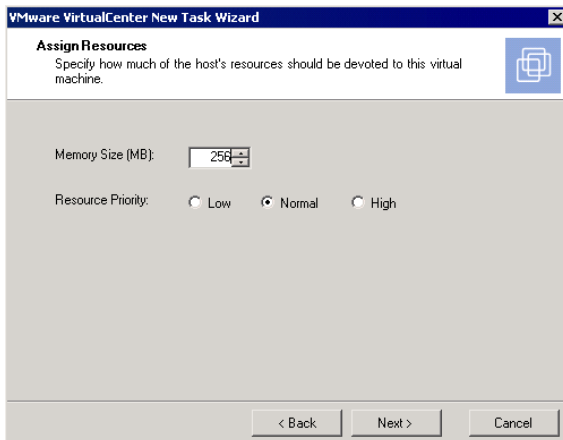 VMware VirtualCenter New Task Wizard
Assign Resources
Specify how much of the host's resources should be devoted to this virtual
machine.
Memory Size (MB): 256
Resource Priority: Low Normal High
< Back Next > Cancel